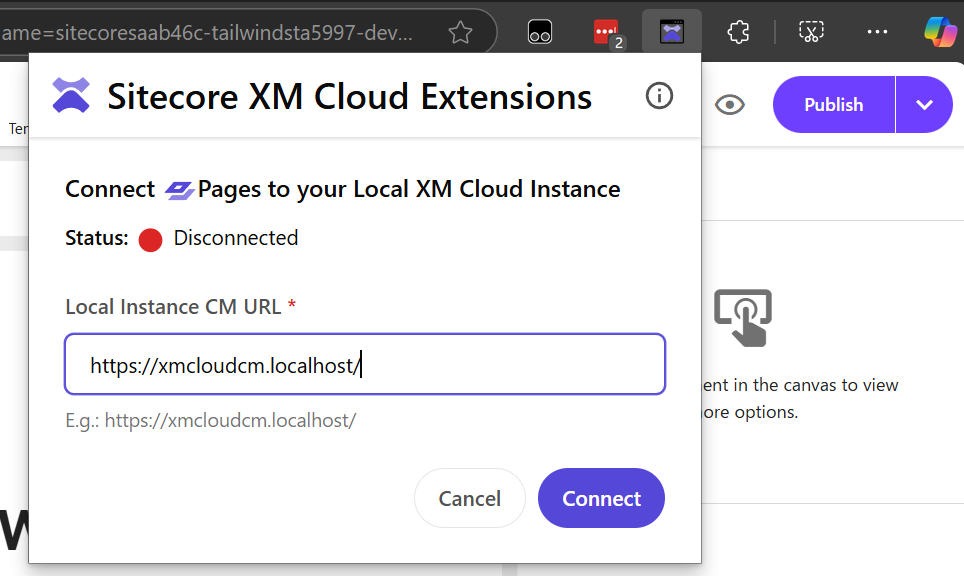 ame=sitecoresaab46c-tailwindsta5997-dev...
2
Sitecore XM Cloud Extensions
Publish
Ter
Connect Pages to your Local XM Cloud Instance
Status: Disconnected
Local Instance CM URL *
https://xmcloudcm.localhost/
E.g.: https://xmcloudcm.localhost/
ent in the canvas to view
ore options.
Cancel
Connect
W